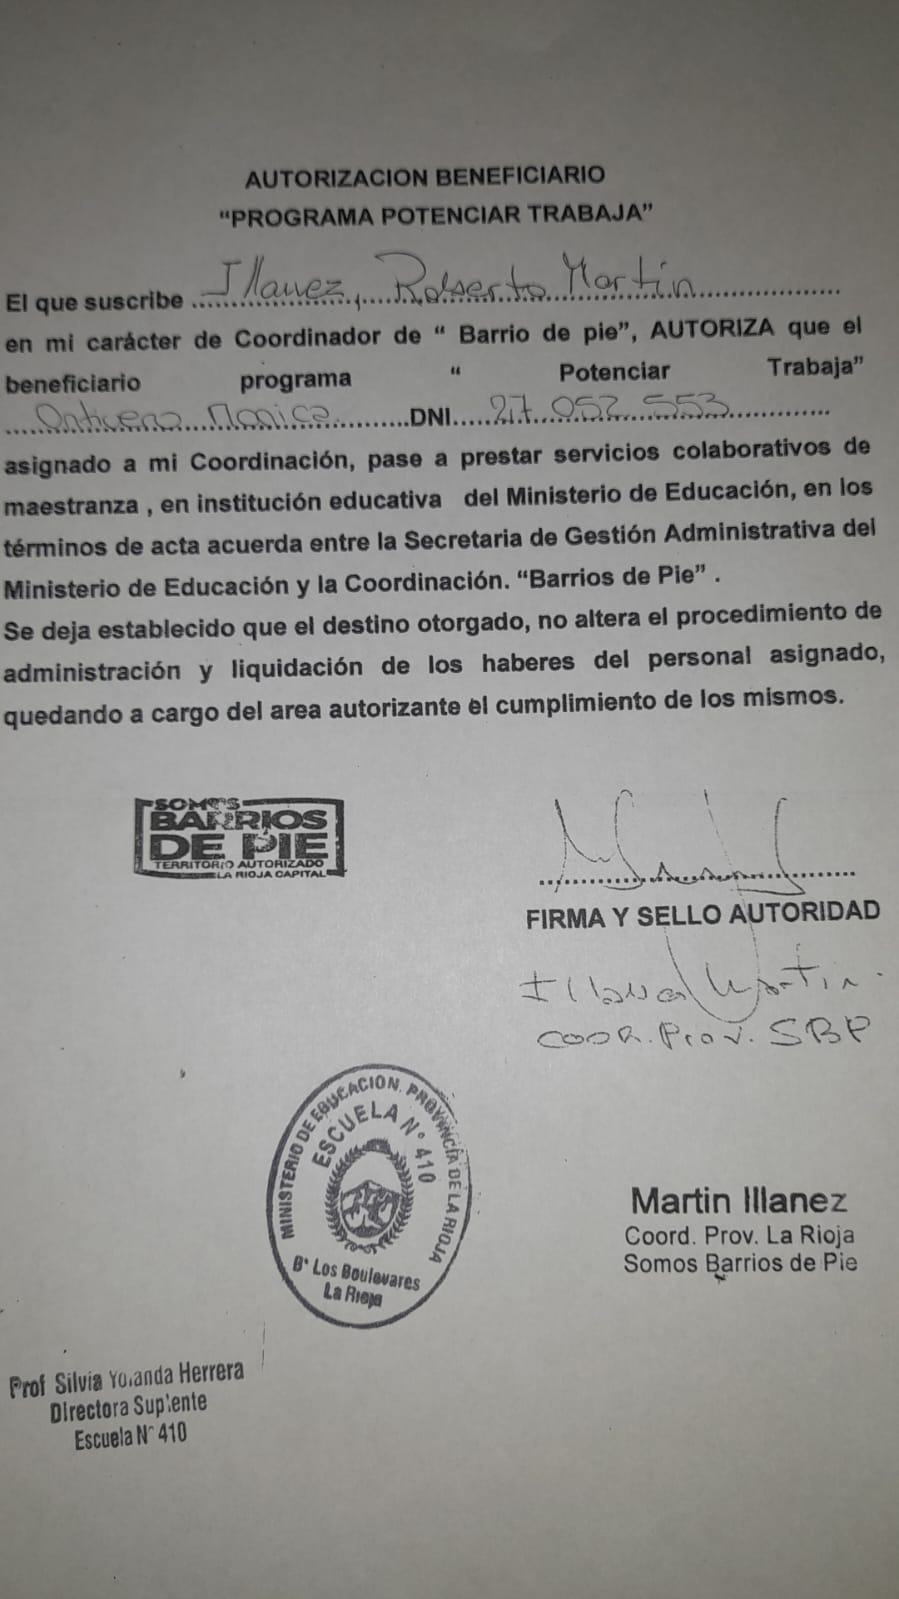 AUTORIZACION BENEFICIARIO
“PROGRAMA POTENCIAR TRABAJA”
El que suscribe Illanez, Roberto Martin
en mi carácter de Coordinador de “ Barrio de pie”, AUTORIZA que el
beneficiario programa “ Potenciar Trabaja”
Ontivero Monica DNI 27 052 553
asignado a mi Coordinación, pase a prestar servicios colaborativos de
maestranza , en institución educativa del Ministerio de Educación, en los
términos de acta acuerda entre la Secretaria de Gestión Administrativa del
Ministerio de Educación y la Coordinación. “Barrios de Pie” .
Se deja establecido que el destino otorgado, no altera el procedimiento de
administración y liquidación de los haberes del personal asignado,
quedando a cargo del area autorizante el cumplimiento de los mismos.
SOMOS
BARRIOS
DE PIE
TERRITORIO AUTORIZADO
LA RIOJA CAPITAL
FIRMA Y SELLO AUTORIDAD
Martin
COOR. Prov. SBP
MINISTERIO DE EDUCACION. PROVINCIA DE LA RIOJA
ESCUELA N° 410
B° Los Boulevares
La Rioja
Martin Illanez
Coord. Prov. La Rioja
Somos Barrios de Pie
Prof Silvia Yolanda Herrera
Directora Suplente
Escuela N° 410